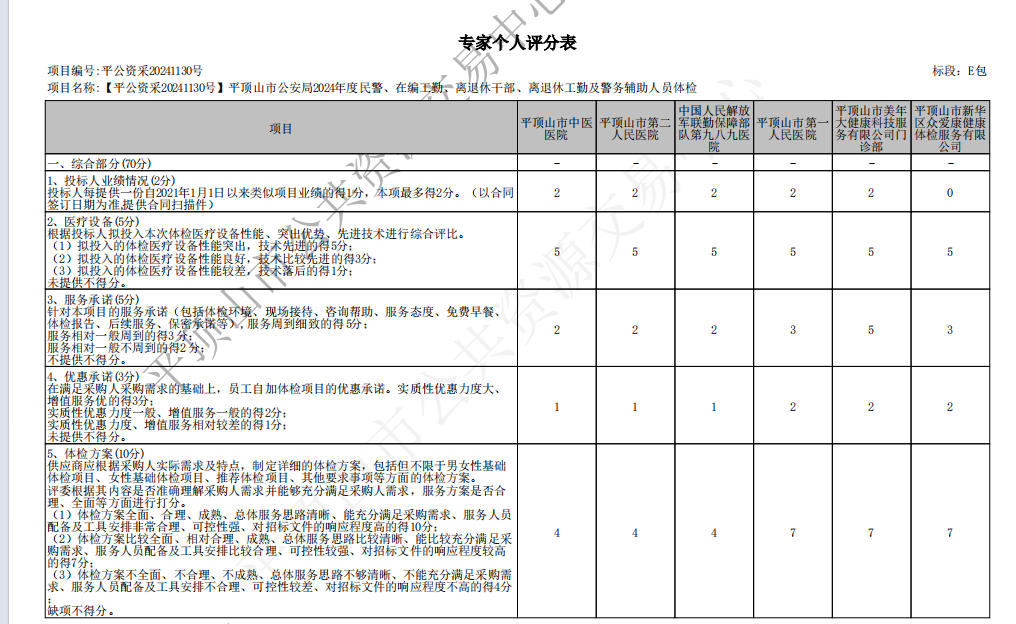 专家个人评分表
项目编号:平公资采20241130号
标段：E包
项目名称:【平公资采20241130号】平顶山市公安局2024年度民警、在编工勤、离退休干部、离退休工勤及警务辅助人员体检
项目
平顶山市中医医院
平顶山市第二人民医院
中国人民解放军联勤保障部队第九八九医院
平顶山市第一人民医院
平顶山市美年大健康科技服务有限公司门诊部
平顶山市新华区众爱康健康体检服务有限公司
一、综合部分(70分) - - - - - -
1、投标人业绩情况(2分)
投标人每提供一份自2021年1月1日以来类似项目业绩的得1分，本项最多得2分。（以合同
签订日期为准,提供合同扫描件）
2 2 2 2 2 0
2、医疗设备(5分)
根据投标人拟投入本次体检医疗设备性能、突出优势、先进技术进行综合评比。
（1）拟投入的体检医疗设备性能突出，技术先进的得5分；
（2）拟投入的体检医疗设备性能良好，技术比较先进的得3分；
（3）拟投入的体检医疗设备性能较差，技术落后的得1分；
未提供不得分。
5 5 5 5 5 5
3、服务承诺(5分)
针对本项目的服务承诺（包括体检环境、现场接待、咨询帮助、服务态度、免费早餐、
体检报告、后续服务、保密承诺等），服务周到细致的得5分；
服务相对一般周到的得3 分；
服务相对一般不周到的得2 分；
不提供不得分。
2 2 2 3 5 3
4、优惠承诺(3分)
在满足采购人采购需求的基础上，员工自加体检项目的优惠承诺。实质性优惠力度大、
增值服务优的得3分；
实质性优惠力度一般、增值服务一般的得2分；
实质性优惠力度、增值服务相对较差的得1分；
未提供不得分。
1 1 1 2 2 2
5、体检方案(10分)
供应商应根据采购人实际需求及特点，制定详细的体检方案，包括但不限于男女性基础
体检项目、女性基础体检项目、推荐体检项目、其他要求事项等方面的体检方案。
评委根据其内容是否准确理解采购人需求并能够充分满足采购人需求，服务方案是否合
理、全面等方面进行打分。
（1）体检方案全面、合理、成熟、总体服务思路清晰、能充分满足采购需求、服务人员
配备及工具安排非常合理、可控性强、对招标文件的响应程度高的得10分；
（2）体检方案比较全面、相对合理、成熟、总体服务思路比较清晰、能比较充分满足采
购需求、服务人员配备及工具安排比较合理、可控性较强、对招标文件的响应程度较高
的得7分；
（3）体检方案不全面、不合理、不成熟、总体服务思路不够清晰、不能充分满足采购需
求、服务人员配备及工具安排不合理、可控性较差、对招标文件的响应程度不高的得4分
；
缺项不得分。
4 4 4 7 7 7
平顶山市公共资源交易中心